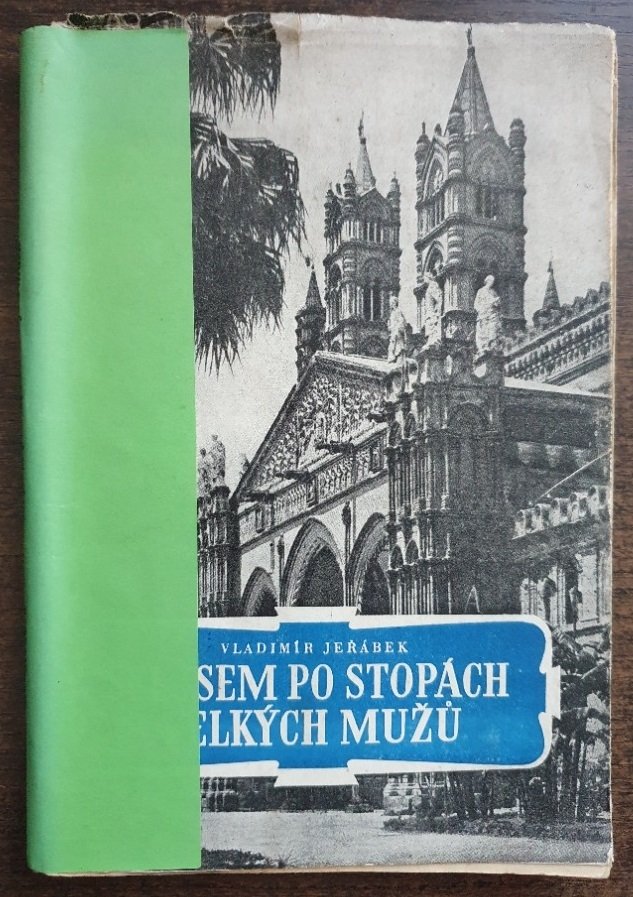 VLADIMÍR JEŘÁBEK
SEM PO STOPÁCH
ELKÝCH MUŽŮ